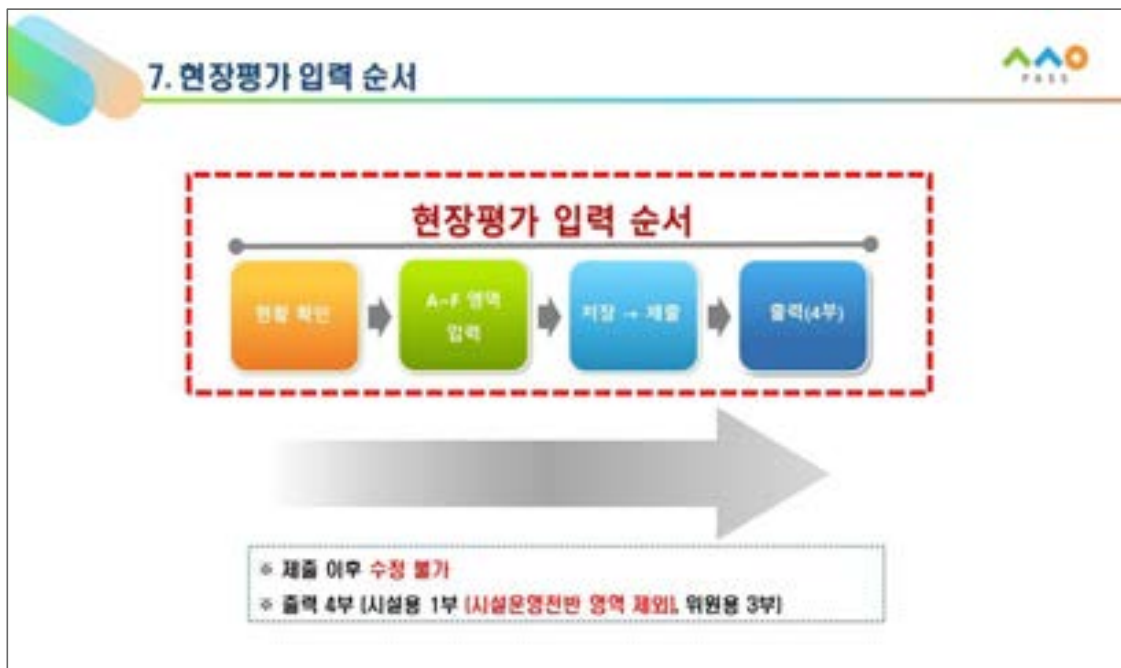 7. 현장평가 입력 순서
PASS
현장평가 입력 순서
현황 확인
A~F 영역
입력
저장 → 제출
출력(4부)
※ 제출 이후 수정 불가
※ 출력 4부 (시설용 1부 (시설운영전반 영역 제외), 위원용 3부)